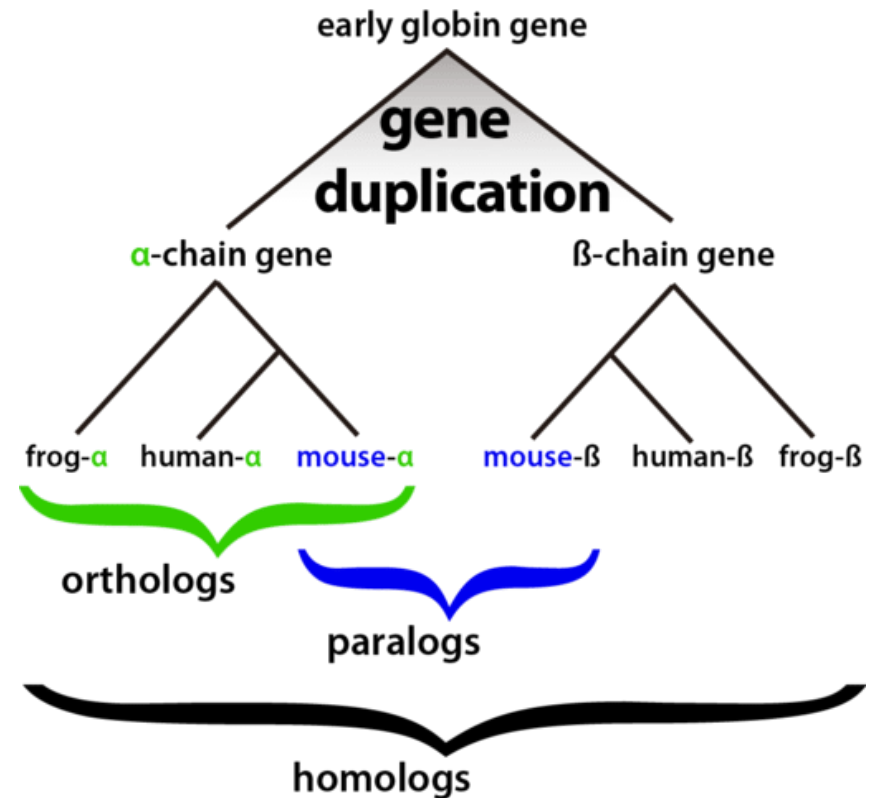 early globin gene
gene
duplication
α-chain gene
ß-chain gene
frog-α human-α mouse-α mouse-ß human-ß frog-ß
orthologs
paralogs
homologs